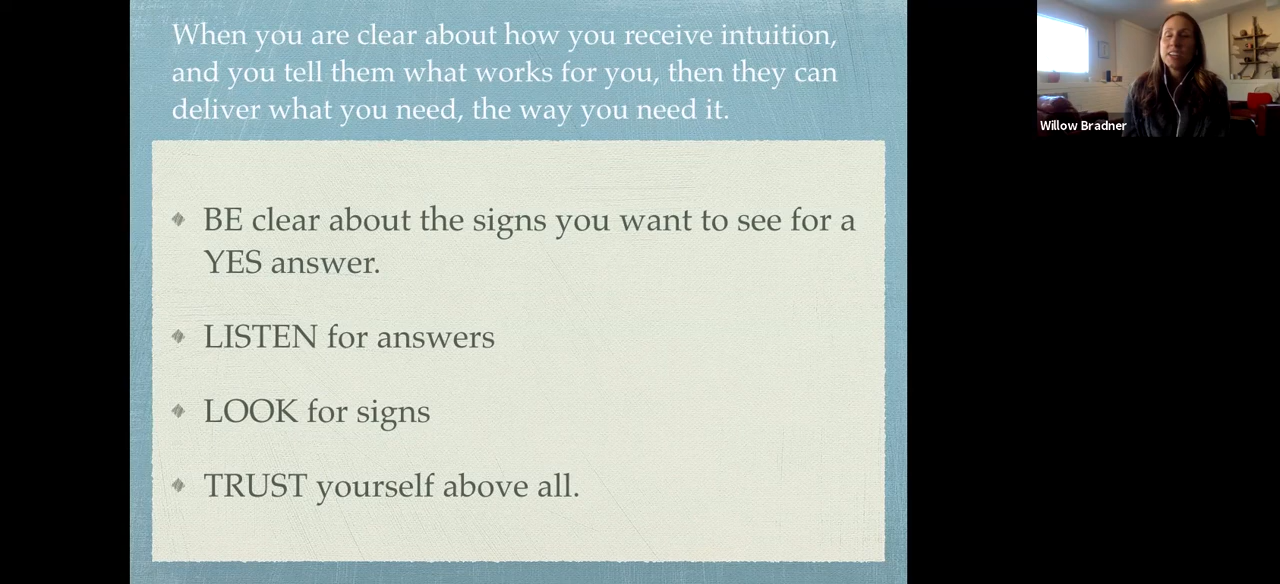 When you are clear about how you receive intuition,
and you tell them what works for you, then they can
deliver what you need, the way you need it.
BE clear about the signs you want to see for a
YES answer.
LISTEN for answers
LOOK for signs
TRUST yourself above all.
Willow Bradner